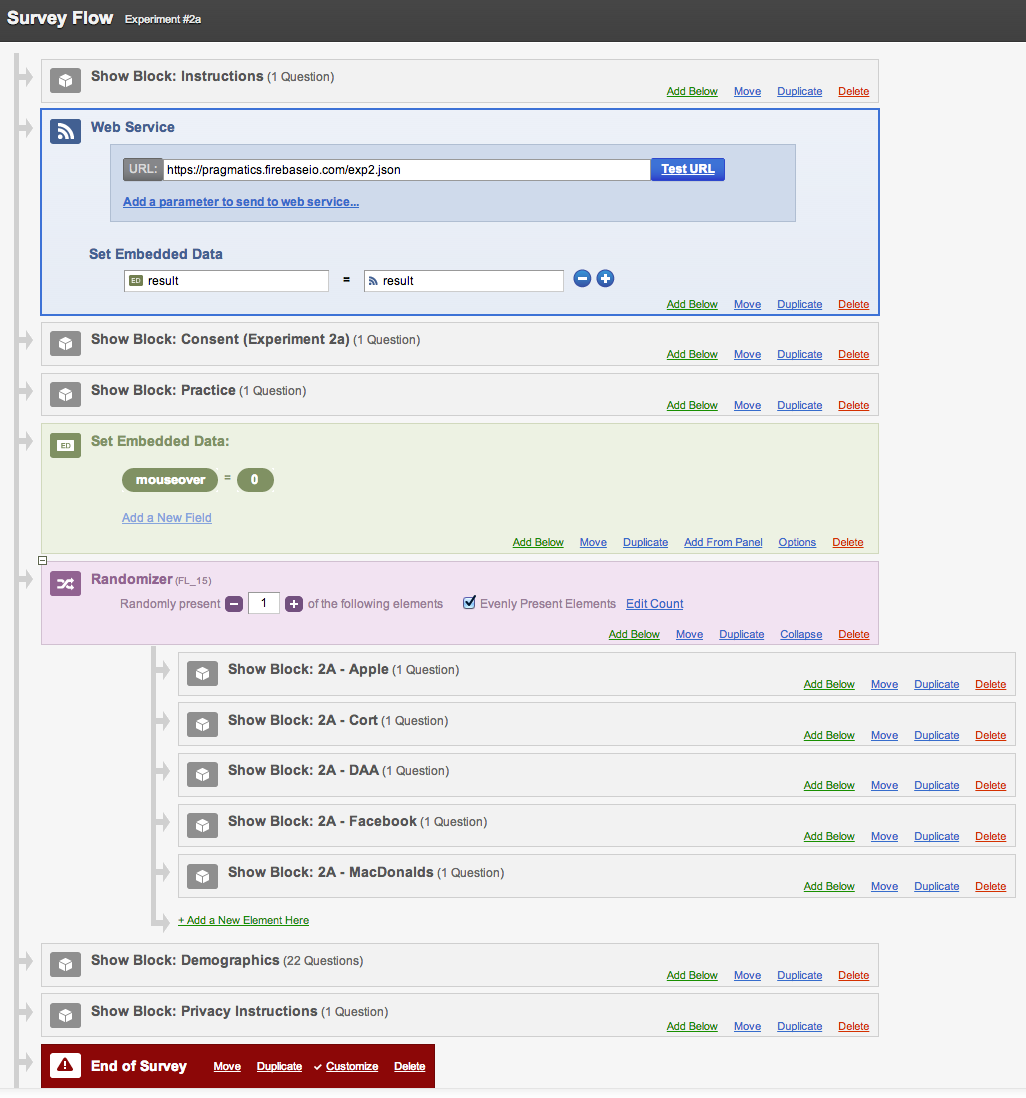 Survey Flow Experiment #2a
Show Block: Instructions (1 Question)
Add Below Move Duplicate Delete
Web Service
URL: https://pragmatics.firebaseio.com/exp2.json Test URL
Add a parameter to send to web service...
Set Embedded Data
ED result = result
Add Below Move Duplicate Delete
Show Block: Consent (Experiment 2a) (1 Question)
Add Below Move Duplicate Delete
Show Block: Practice (1 Question)
Add Below Move Duplicate Delete
ED Set Embedded Data:
mouseover = 0
Add a New Field
Add Below Move Duplicate Add From Panel Options Delete
Randomizer (FL_15)
Randomly present 1 of the following elements Evenly Present Elements Edit Count
Add Below Move Duplicate Collapse Delete
Show Block: 2A - Apple (1 Question)
Add Below Move Duplicate Delete
Show Block: 2A - Cort (1 Question)
Add Below Move Duplicate Delete
Show Block: 2A - DAA (1 Question)
Add Below Move Duplicate Delete
Show Block: 2A - Facebook (1 Question)
Add Below Move Duplicate Delete
Show Block: 2A - MacDonalds (1 Question)
Add Below Move Duplicate Delete
+ Add a New Element Here
Show Block: Demographics (22 Questions)
Add Below Move Duplicate Delete
Show Block: Privacy Instructions (1 Question)
Add Below Move Duplicate Delete
End of Survey Move Duplicate ✓ Customize Delete